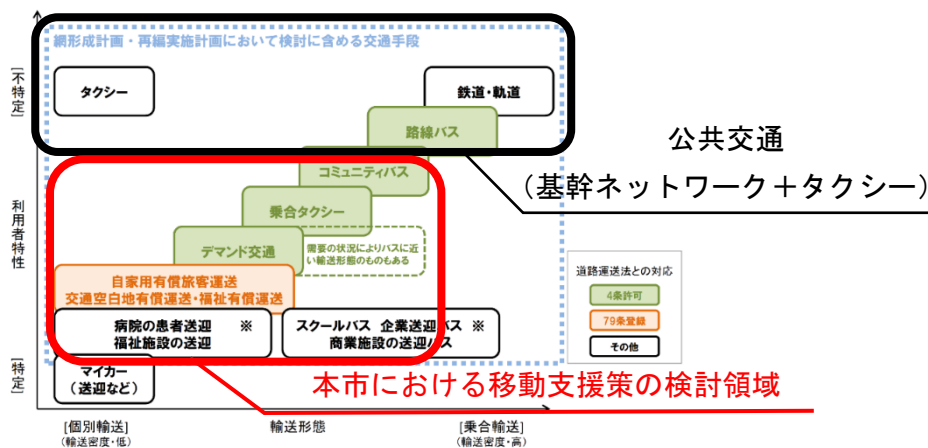 網形成計画・再編実施計画において検討に含める交通手段
[不特定]
タクシー
鉄道・軌道
路線バス
公共交通
（基幹ネットワーク＋タクシー）
コミュニティバス
乗合タクシー
利用者特性
デマンド交通
需要の状況によりバスに近
い輸送形態のものもある
自家用有償旅客運送
交通空白地有償運送・福祉有償運送
道路運送法との対応
4条許可
79条登録
その他
病院の患者送迎 ※
福祉施設の送迎
スクールバス 企業送迎バス ※
商業施設の送迎バス
[特定]
マイカー
（送迎など）
本市における移動支援策の検討領域
[個別輸送]
（輸送密度・低）
輸送形態
[乗合輸送]
（輸送密度・高）